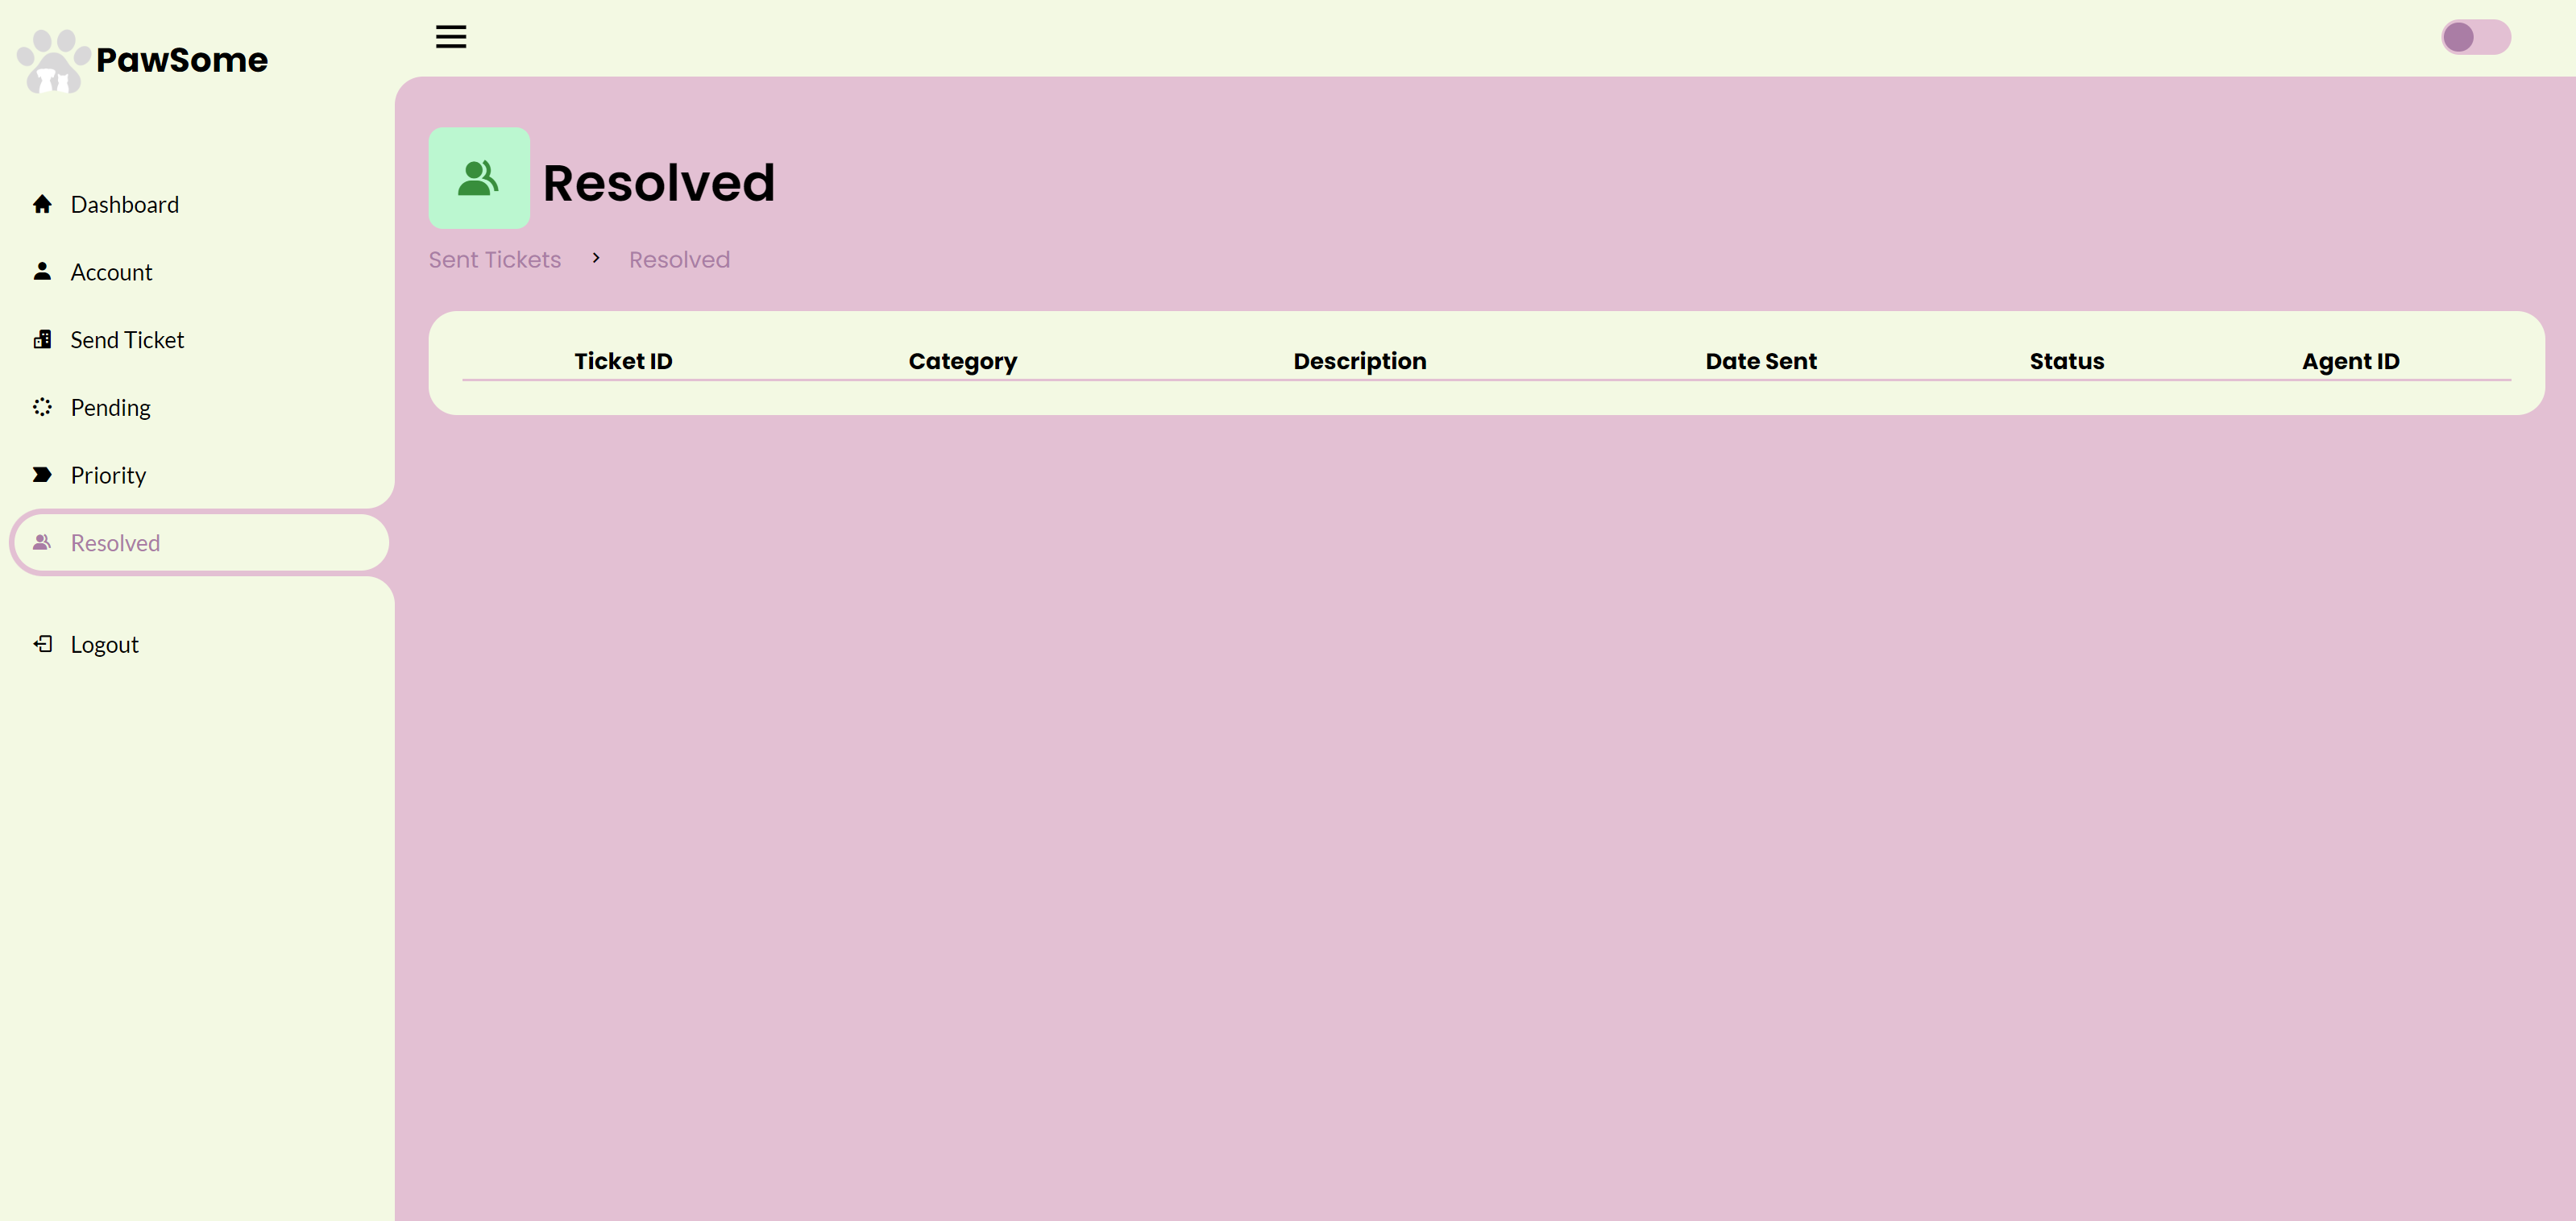 PawSome
Dashboard
Account
Send Ticket
Pending
Priority
Resolved
Logout
Resolved
Sent Tickets > Resolved
Ticket ID Category Description Date Sent Status Agent ID